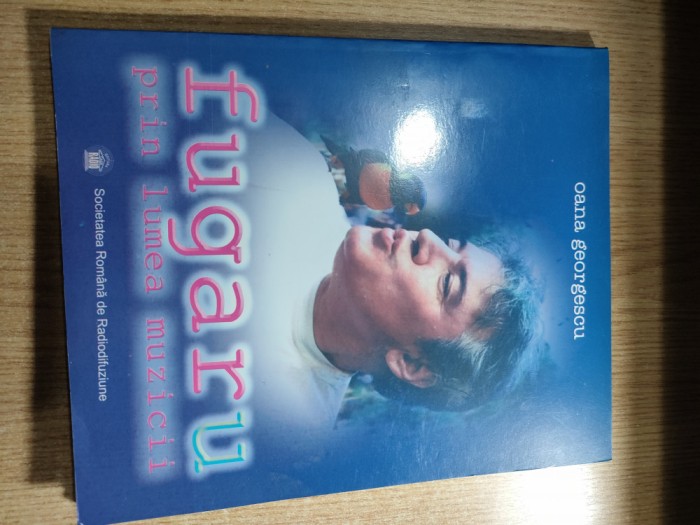 oana georgescu
fugaru
prin lumea muzicii
Societatea Română de Radiodifuziune